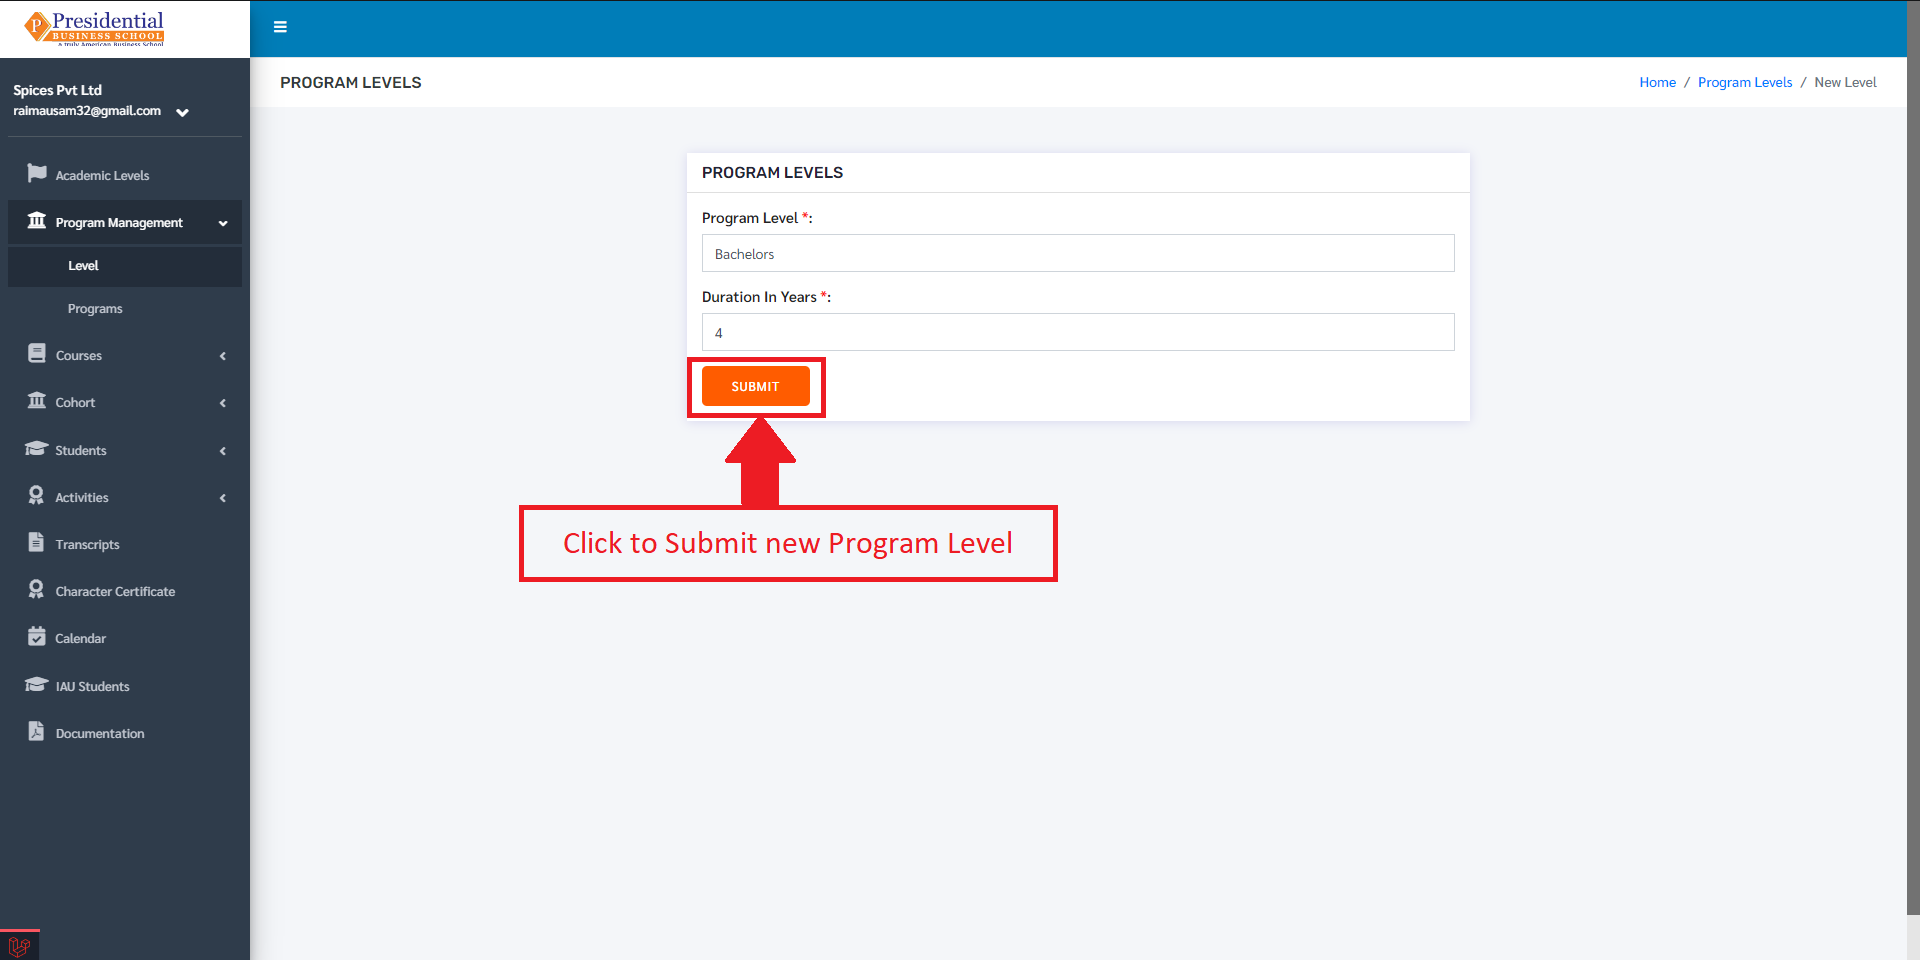 P Presidential
BUSINESS SCHOOL
a truly American Business School
Spices Pvt Ltd
raimausam32@gmail.com
Academic Levels
Program Management
Level
Programs
Courses
Cohort
Students
Activities
Transcripts
Character Certificate
Calendar
IAU Students
Documentation
PROGRAM LEVELS
Home / Program Levels / New Level
PROGRAM LEVELS
Program Level *:
Bachelors
Duration In Years *:
4
SUBMIT
Click to Submit new Program Level